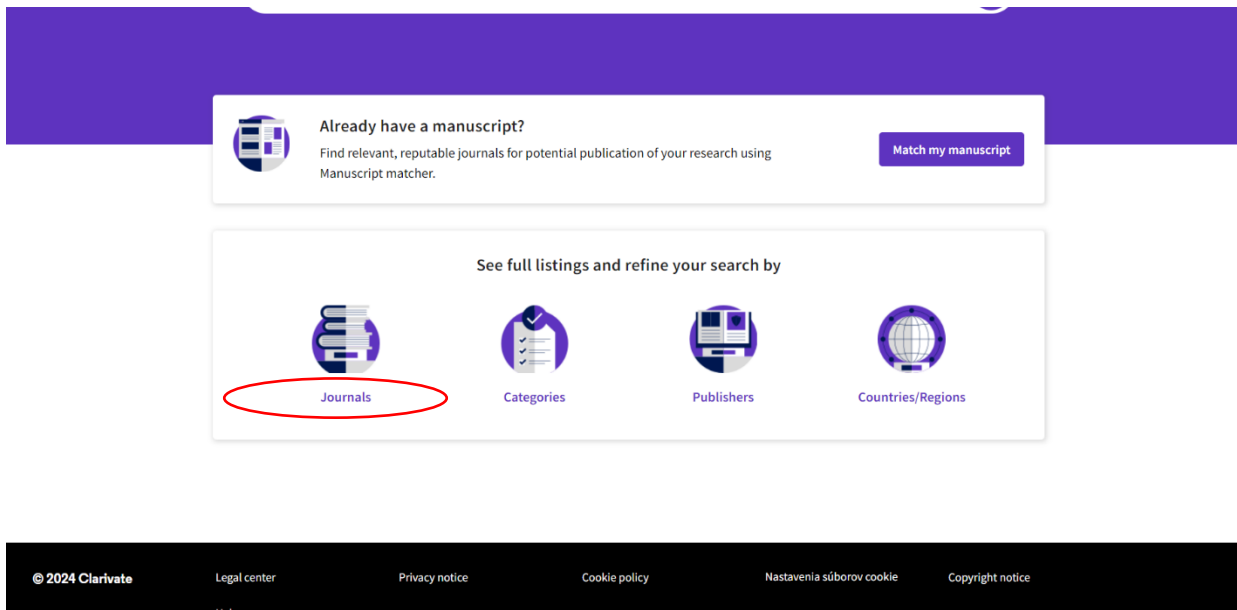 Already have a manuscript?
Find relevant, reputable journals for potential publication of your research using
Manuscript matcher.
Match my manuscript
See full listings and refine your search by
Journals
Categories
Publishers
Countries/Regions
© 2024 Clarivate
Legal center
Privacy notice
Cookie policy
Nastavenia súborov cookie
Copyright notice